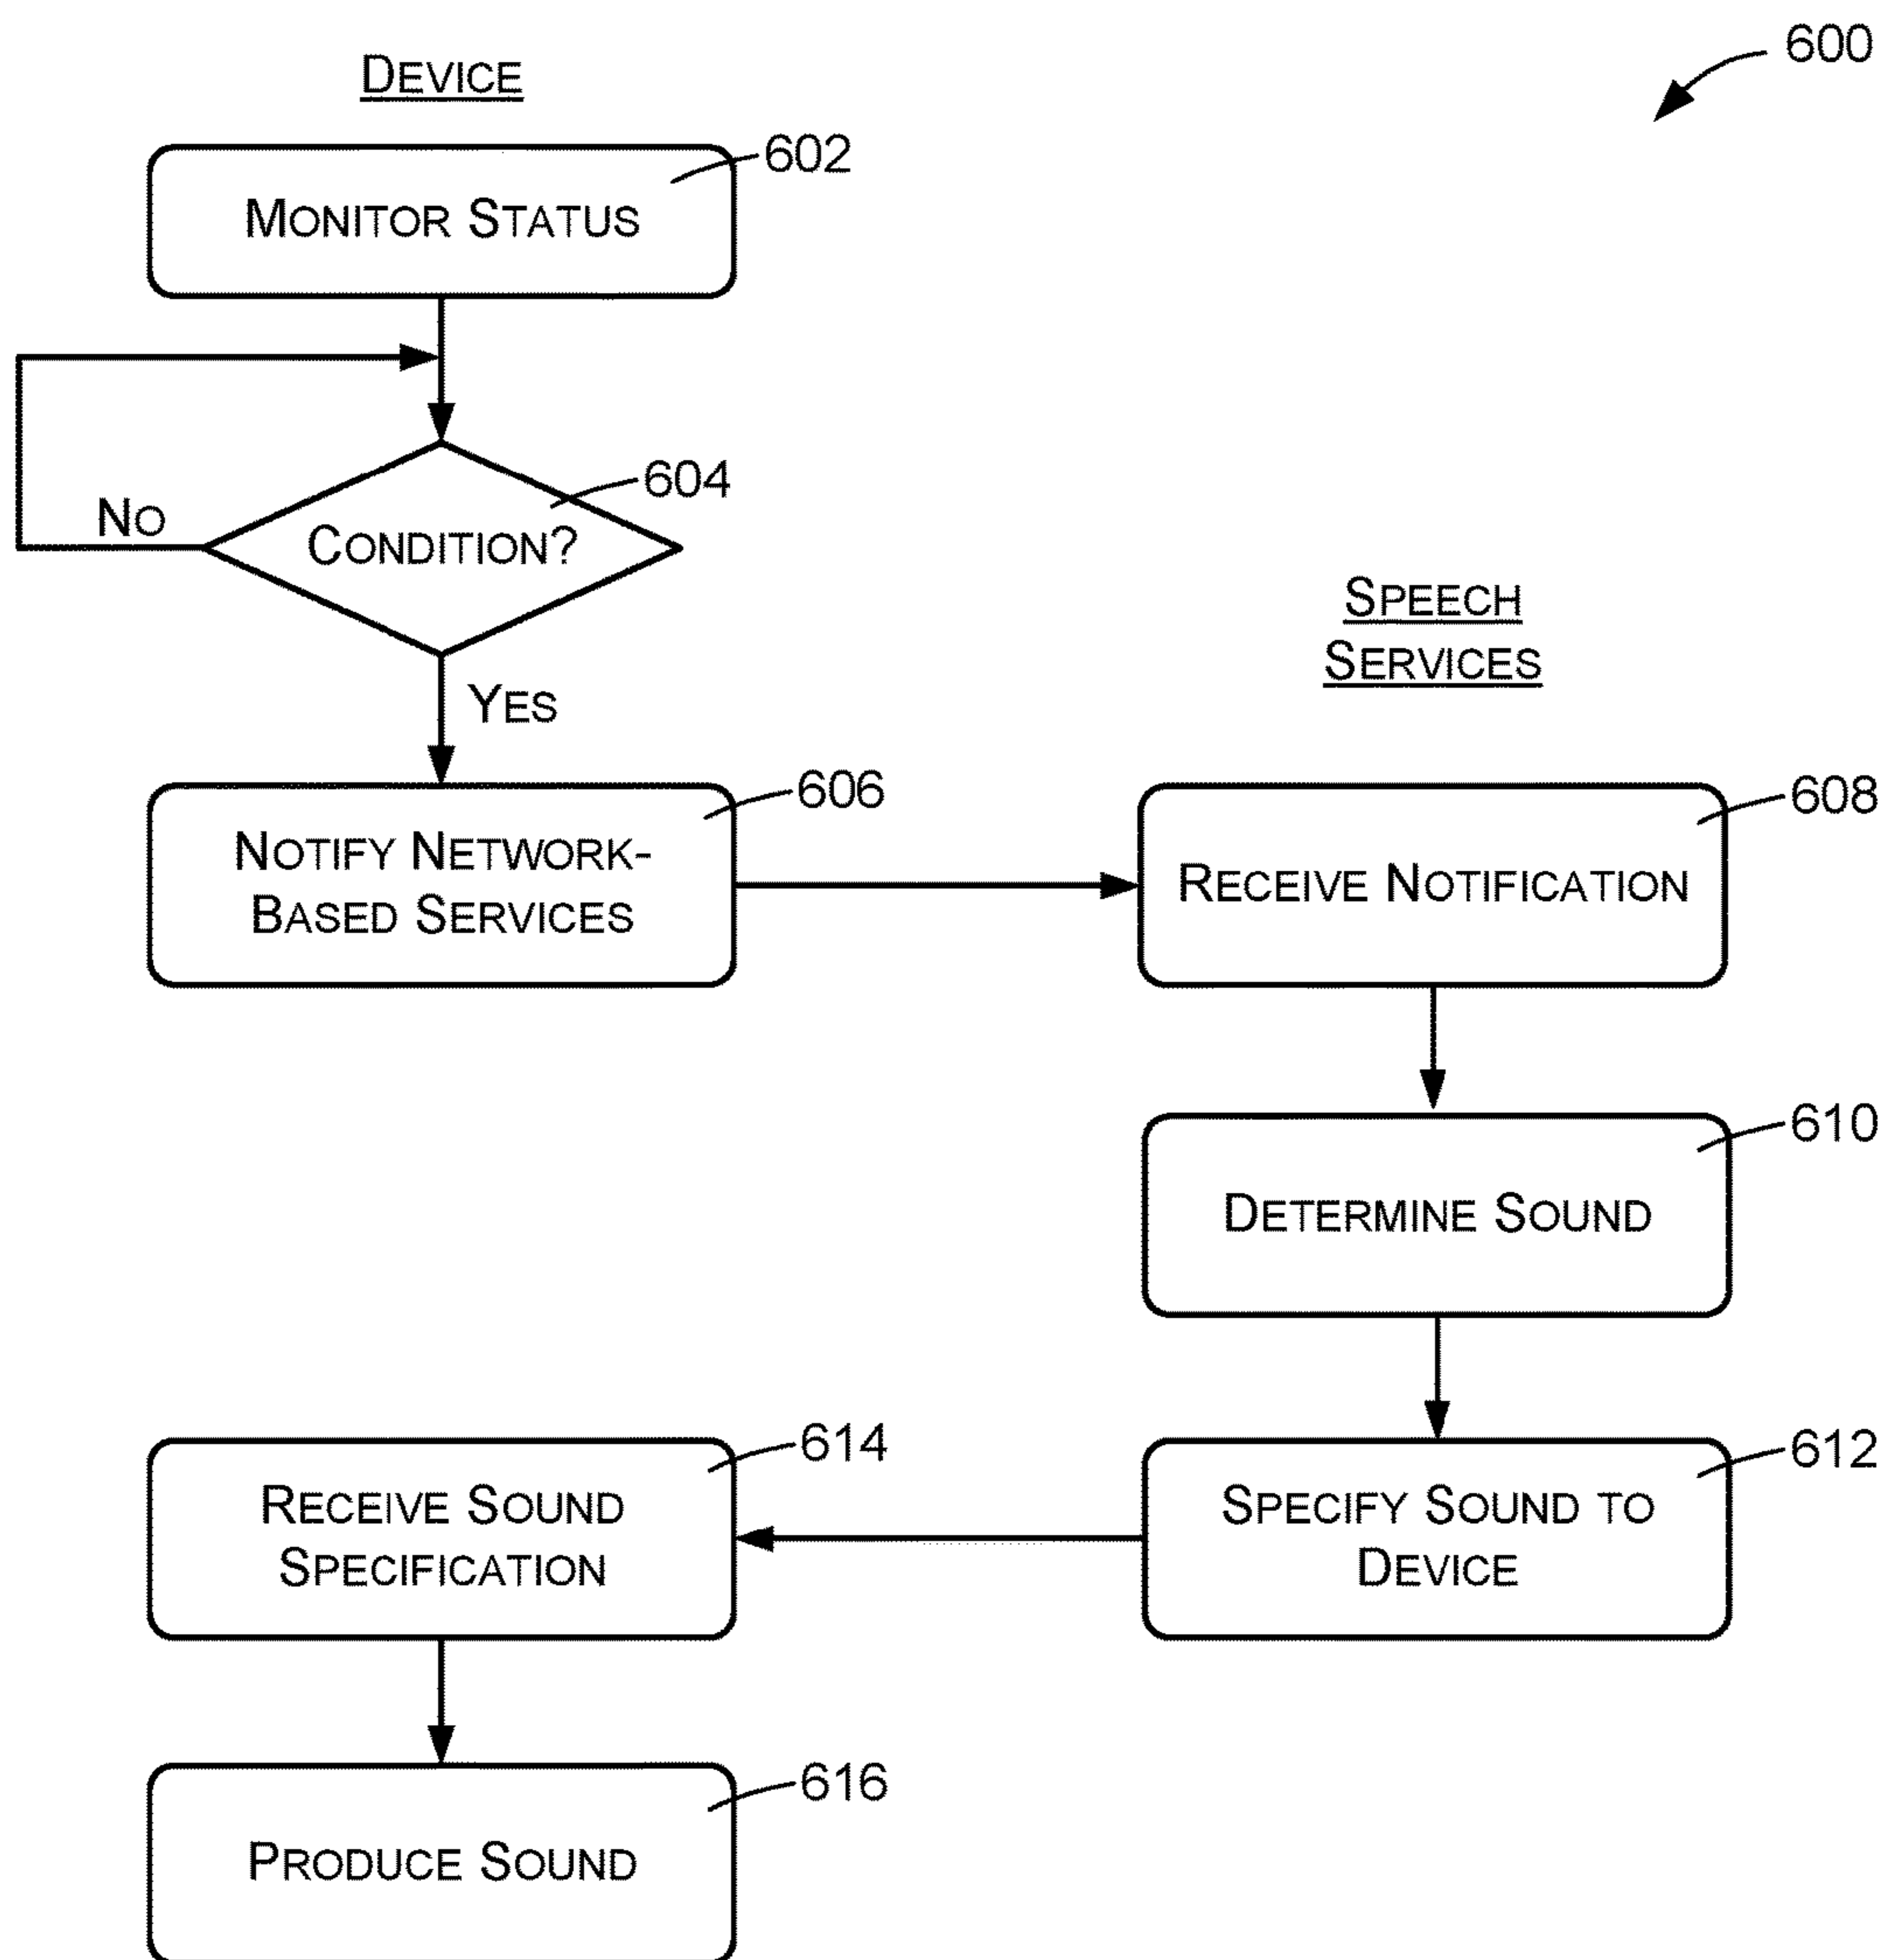 600
DEVICE
602
MONITOR STATUS
604
NO
CONDITION?
YES
SPEECH
SERVICES
606
NOTIFY NETWORK-
BASED SERVICES
608
RECEIVE NOTIFICATION
610
DETERMINE SOUND
612
SPECIFY SOUND TO
DEVICE
614
RECEIVE SOUND
SPECIFICATION
616
PRODUCE SOUND